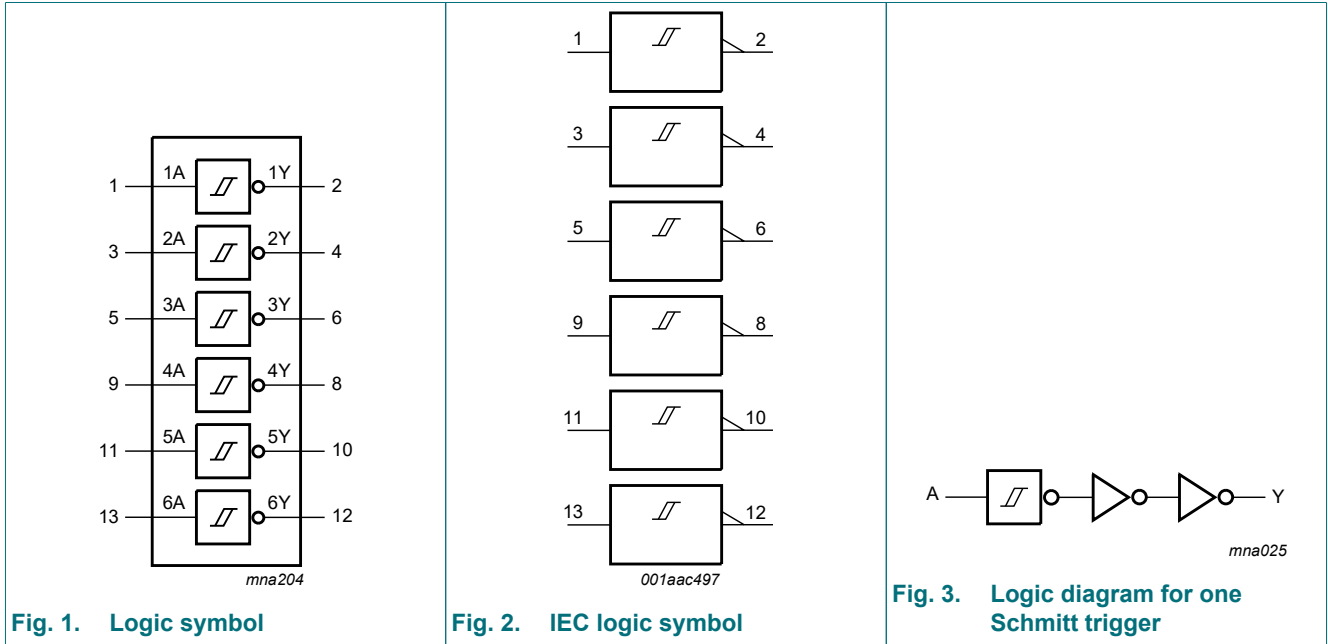 1 1A 1Y 2
3 2A 2Y 4
5 3A 3Y 6
9 4A 4Y 8
11 5A 5Y 10
13 6A 6Y 12
mna204
Fig. 1. Logic symbol
1 2
3 4
5 6
9 8
11 10
13 12
001aac497
Fig. 2. IEC logic symbol
A Y
mna025
Fig. 3. Logic diagram for one
Schmitt trigger